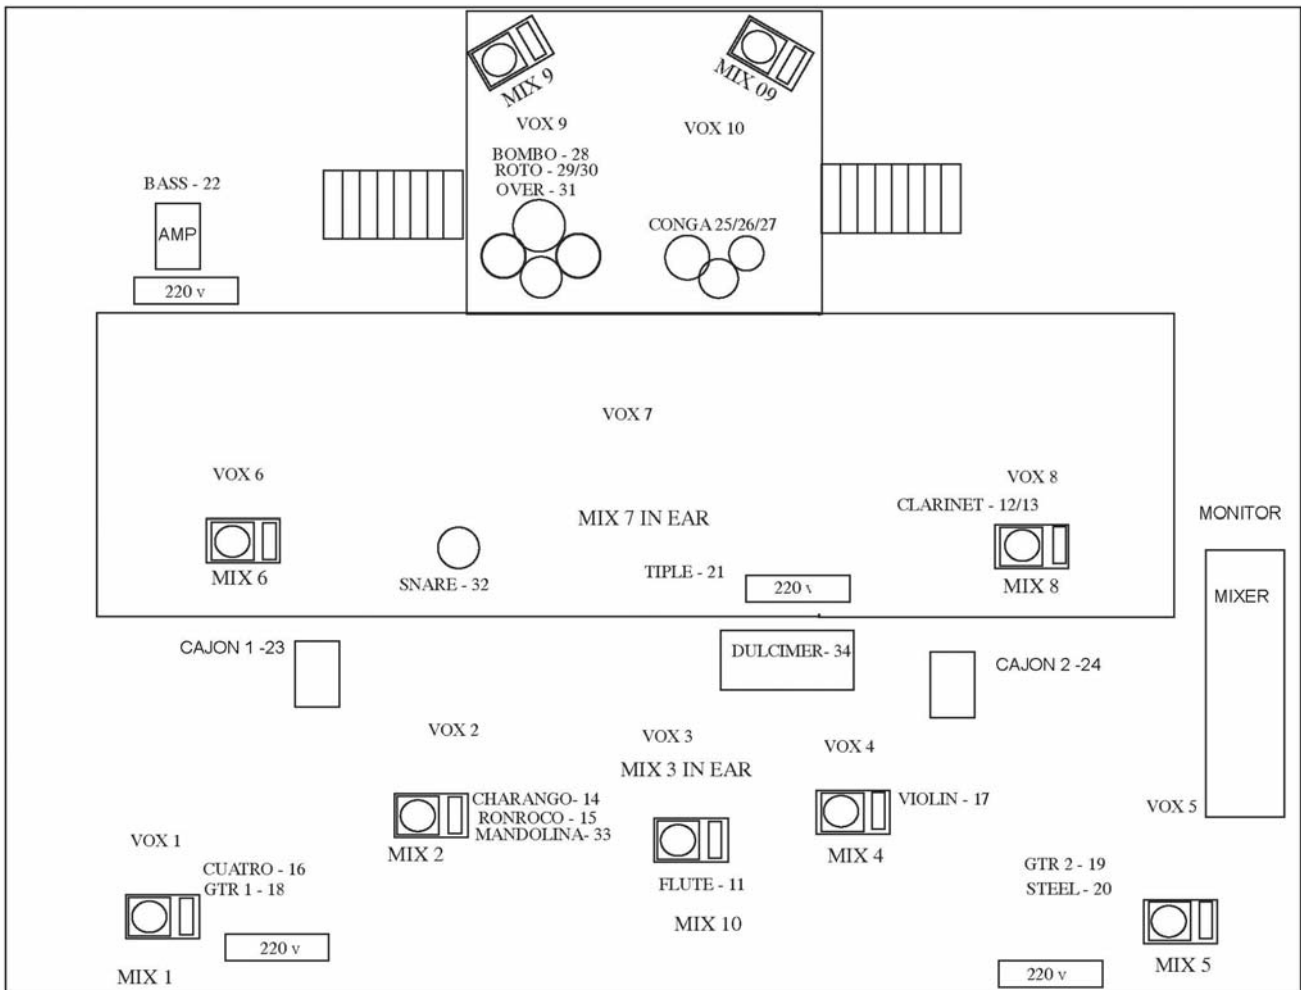 MIX 9
MIX 09
VOX 9
VOX 10
BOMBO - 28
ROTO - 29/30
OVER - 31
BASS - 22
AMP
220 v
CONGA 25/26/27
VOX 7
VOX 6
VOX 8
CLARINET - 12/13
MIX 7 IN EAR
MONITOR
MIX 6
SNARE - 32
TIPLE - 21
220 v
MIX 8
MIXER
CAJON 1 -23
DULCIMER- 34
CAJON 2 -24
VOX 2
VOX 3
VOX 4
MIX 3 IN EAR
CHARANGO- 14
RONROCO - 15
MANDOLINA- 33
VIOLIN - 17
VOX 5
VOX 1
MIX 2
MIX 4
CUATRO - 16
GTR 1 - 18
FLUTE - 11
GTR 2 - 19
STEEL - 20
MIX 10
220 v
MIX 1
220 v
MIX 5